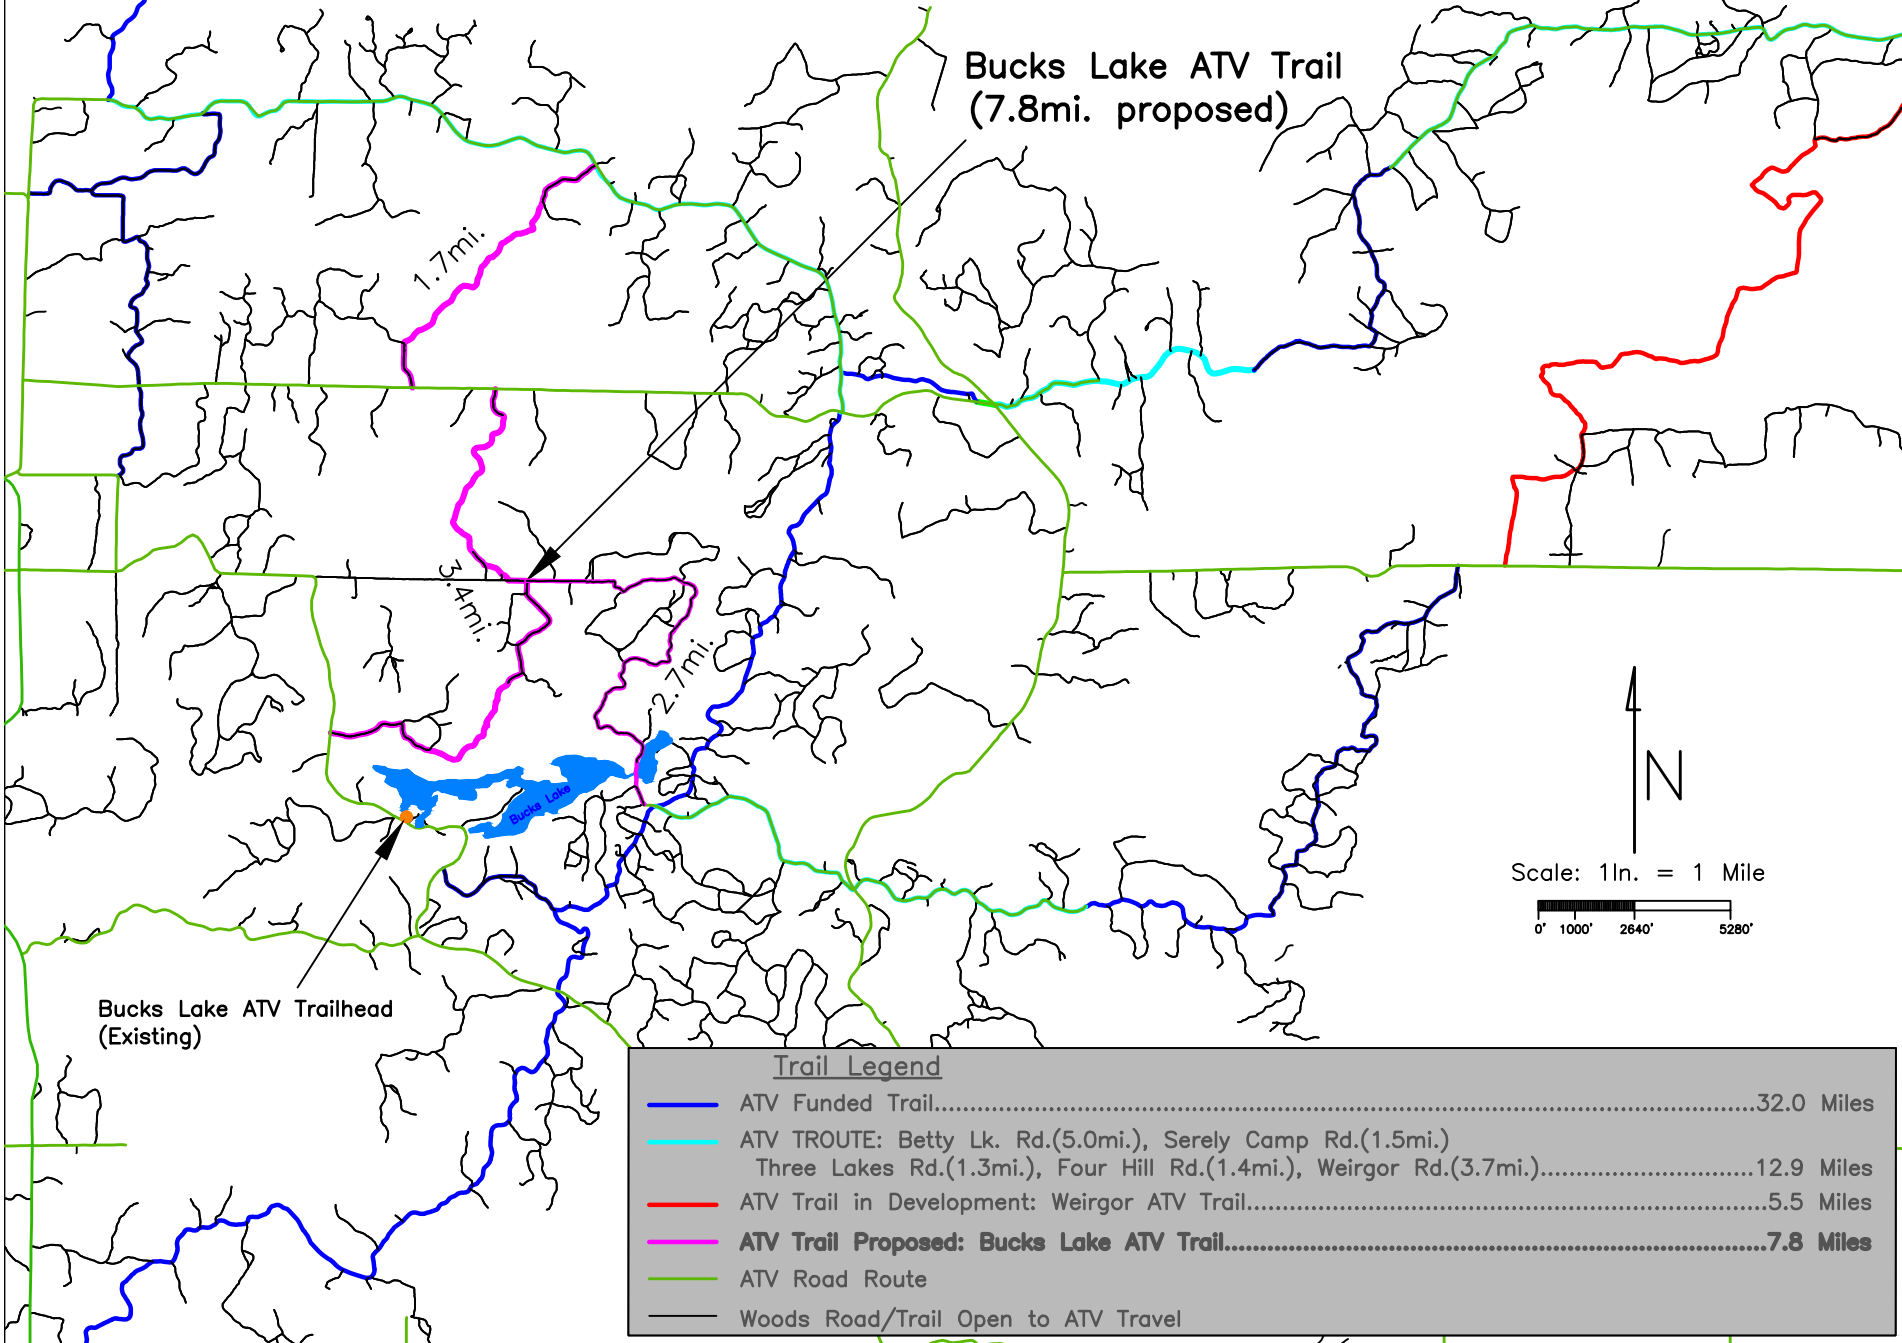 Bucks Lake ATV Trail
(7.8mi. proposed)
1.7mi.
3.4mi.
2.7mi.
Bucks Lake
N
Scale: 1In. = 1 Mile
0' 1000' 2640' 5280'
Bucks Lake ATV Trailhead
(Existing)
Trail Legend
ATV Funded Trail..........32.0 Miles
ATV TROUTE: Betty Lk. Rd.(5.0mi.), Serely Camp Rd.(1.5mi.)
Three Lakes Rd.(1.3mi.), Four Hill Rd.(1.4mi.), Weirgor Rd.(3.7mi.)..........12.9 Miles
ATV Trail in Development: Weirgor ATV Trail..........5.5 Miles
ATV Trail Proposed: Bucks Lake ATV Trail..........7.8 Miles
ATV Road Route
Woods Road/Trail Open to ATV Travel